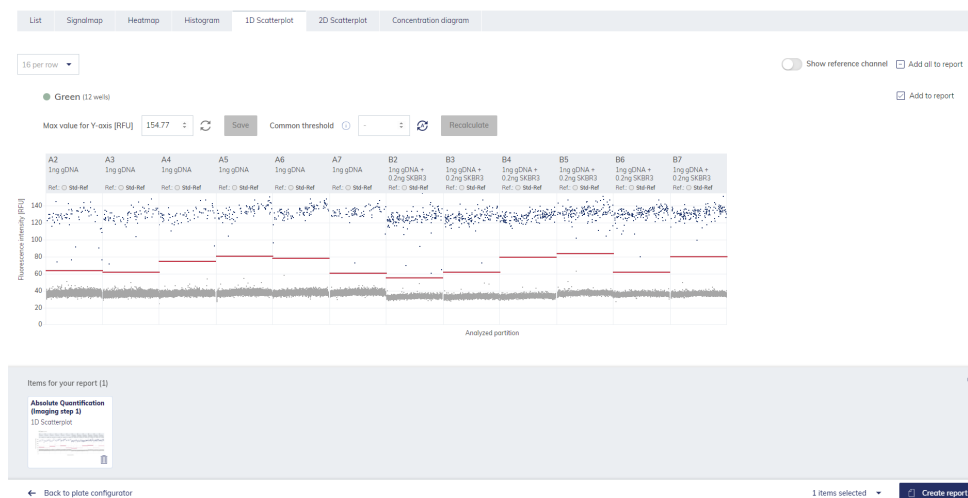 List Signalmap Heatmap Histogram 1D Scatterplot 2D Scatterplot Concentration diagram
16 per row
Show reference channel
Add all to report
Green (12 wells)
Add to report
Max value for Y-axis [RFU] 154.77 Save Common threshold - Recalculate
A2 A3 A4 A5 A6 A7 B2 B3 B4 B5 B6 B7
1ng gDNA 1ng gDNA 1ng gDNA 1ng gDNA 1ng gDNA 1ng gDNA 1ng gDNA + 1ng gDNA + 1ng gDNA + 1ng gDNA + 1ng gDNA + 1ng gDNA +
0.2ng SKBR3 0.2ng SKBR3 0.2ng SKBR3 0.2ng SKBR3 0.2ng SKBR3 0.2ng SKBR3
Ref.: Std-Ref Ref.: Std-Ref Ref.: Std-Ref Ref.: Std-Ref Ref.: Std-Ref Ref.: Std-Ref Ref.: Std-Ref Ref.: Std-Ref Ref.: Std-Ref Ref.: Std-Ref Ref.: Std-Ref Ref.: Std-Ref
Fluorescence intensity [RFU]
140
120
100
80
60
40
20
0
Analyzed partition
Items for your report (1)
Absolute Quantification
(Imaging step 1)
1D Scatterplot
Back to plate configurator
1 items selected
Create report